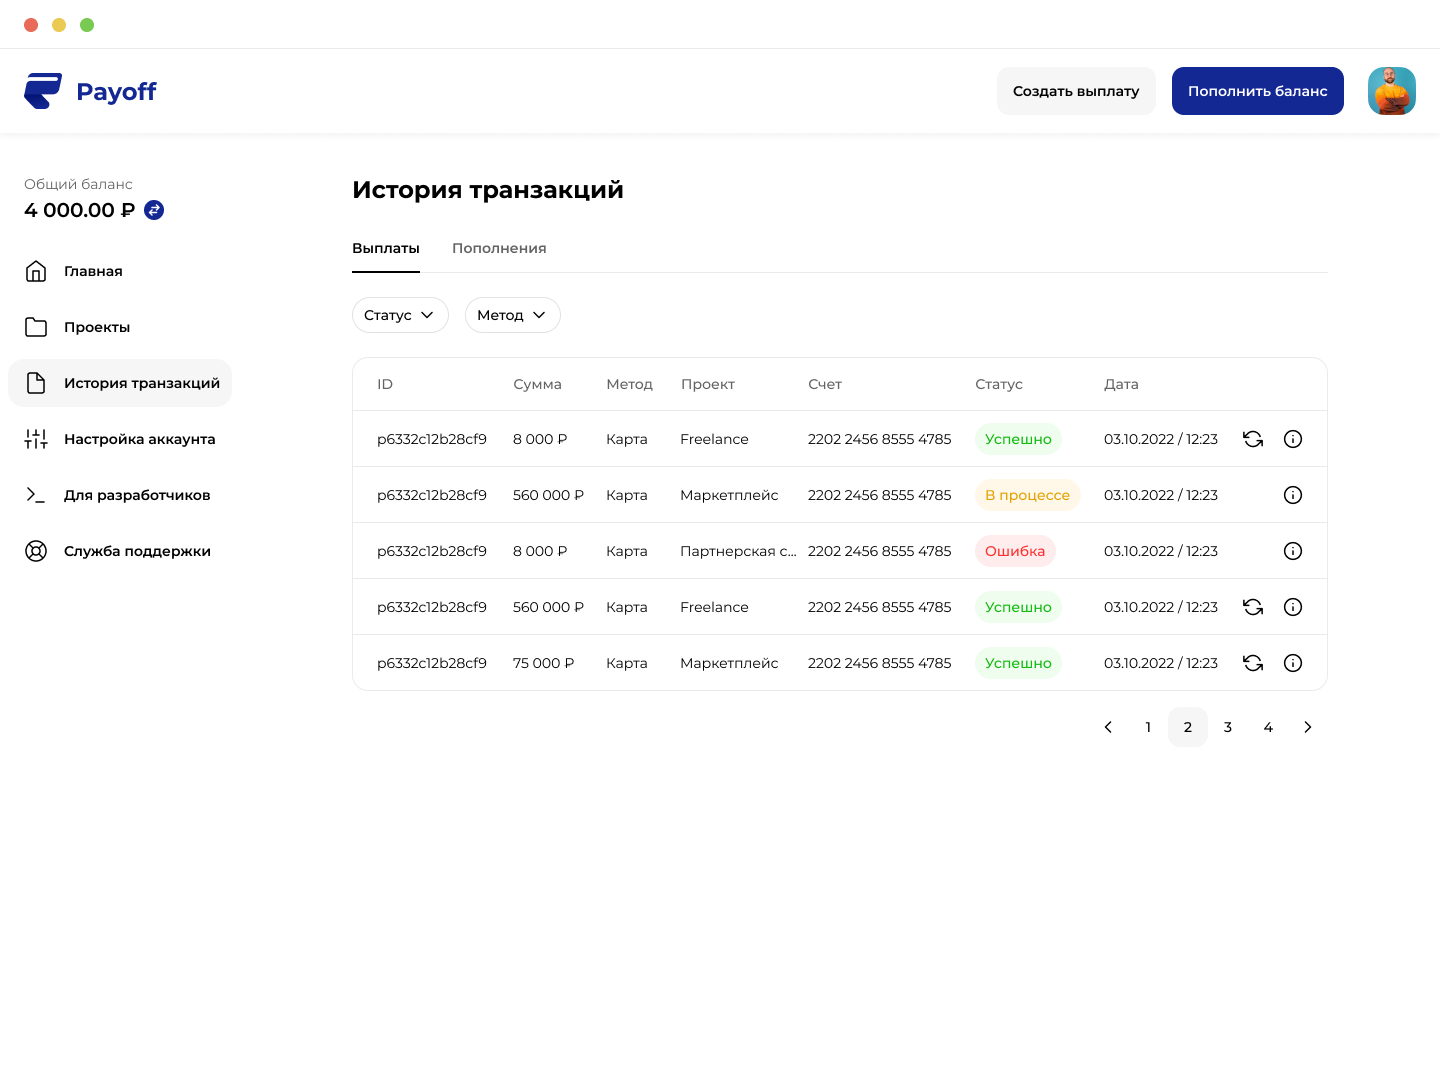 Payoff
Создать выплату
Пополнить баланс
Общий баланс
4 000.00 ₽
Главная
Проекты
История транзакций
Настройка аккаунта
Для разработчиков
Служба поддержки
История транзакций
Выплаты Пополнения
Статус Метод
ID Сумма Метод Проект Счет Статус Дата
p6332c12b28cf9 8 000 ₽ Карта Freelance 2202 2456 8555 4785 Успешно 03.10.2022 / 12:23
p6332c12b28cf9 560 000 ₽ Карта Маркетплейс 2202 2456 8555 4785 В процессе 03.10.2022 / 12:23
p6332c12b28cf9 8 000 ₽ Карта Партнерская с... 2202 2456 8555 4785 Ошибка 03.10.2022 / 12:23
p6332c12b28cf9 560 000 ₽ Карта Freelance 2202 2456 8555 4785 Успешно 03.10.2022 / 12:23
p6332c12b28cf9 75 000 ₽ Карта Маркетплейс 2202 2456 8555 4785 Успешно 03.10.2022 / 12:23
1 2 3 4